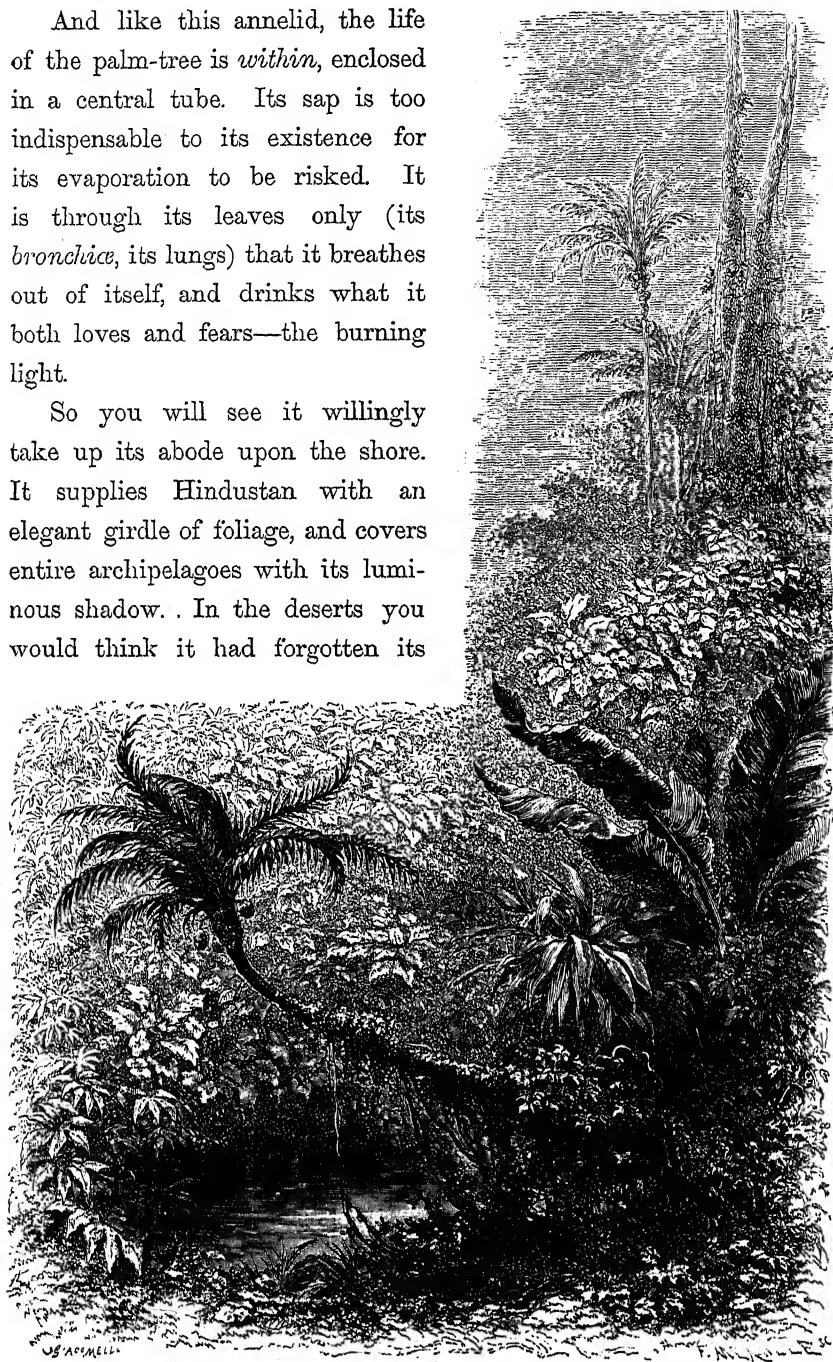 And like this annelid, the life
of the palm-tree is within, enclosed
in a central tube. Its sap is too
indispensable to its existence for
its evaporation to be risked. It
is through its leaves only (its
bronchiæ, its lungs) that it breathes
out of itself, and drinks what it
both loves and fears—the burning
light.
So you will see it willingly
take up its abode upon the shore.
It supplies Hindustan with an
elegant girdle of foliage, and covers
entire archipelagoes with its lumi-
nous shadow. . In the deserts you
would think it had forgotten its